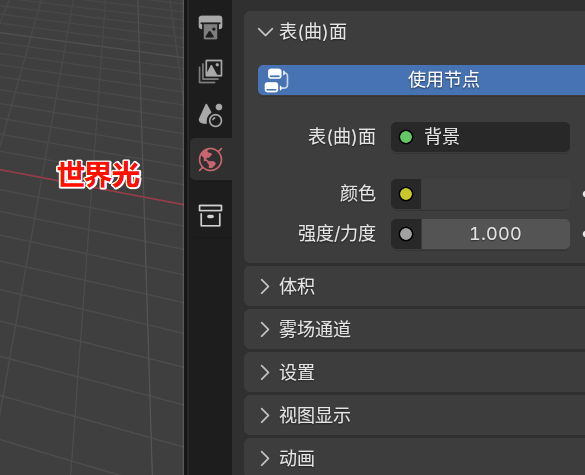 表(曲)面
使用节点
表(曲)面 背景
世界光
颜色
强度/力度 1.000
体积
雾场通道
设置
视图显示
动画